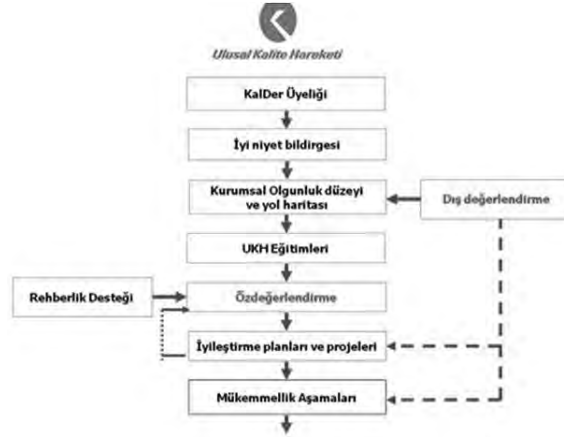 Ulusal Kalite Hareketi
KalDer Üyeliği
İyi niyet bildirgesi
Kurumsal Olgunluk düzeyi
ve yol haritası
Dış değerlendirme
UKH Eğitimleri
Rehberlik Desteği
Özdeğerlendirme
İyileştirme planları ve projeleri
Mükemmellik Aşamaları